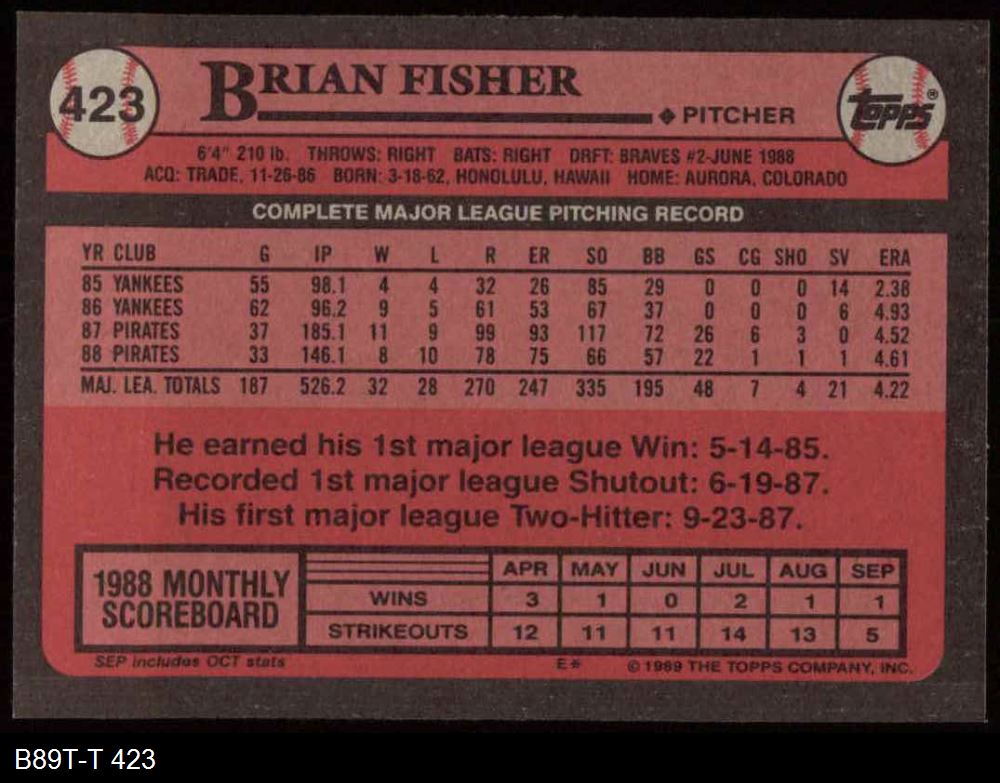 423
BRIAN FISHER
TOPPS®
◆ PITCHER
6'4" 210 lb. THROWS: RIGHT BATS: RIGHT DRFT: BRAVES #2-JUNE 1988
ACQ: TRADE, 11-26-86 BORN: 3-18-62, HONOLULU, HAWAII HOME: AURORA, COLORADO
COMPLETE MAJOR LEAGUE PITCHING RECORD
YR CLUB G IP W L R ER SO BB GS CG SHO SV ERA
85 YANKEES 55 98.1 4 4 32 26 85 29 0 0 0 14 2.38
86 YANKEES 62 96.2 9 5 61 53 67 37 0 0 0 6 4.93
87 PIRATES 37 185.1 11 9 99 93 117 72 26 6 3 0 4.52
88 PIRATES 33 146.1 8 10 78 75 66 57 22 1 1 1 4.61
MAJ. LEA. TOTALS 187 526.2 32 28 270 247 335 195 48 7 4 21 4.22
He earned his 1st major league Win: 5-14-85.
Recorded 1st major league Shutout: 6-19-87.
His first major league Two-Hitter: 9-23-87.
1988 MONTHLY
SCOREBOARD
APR MAY JUN JUL AUG SEP
WINS 3 1 0 2 1 1
STRIKEOUTS 12 11 11 14 13 5
SEP includes OCT stats E* © 1989 THE TOPPS COMPANY, INC.
B89T-T 423